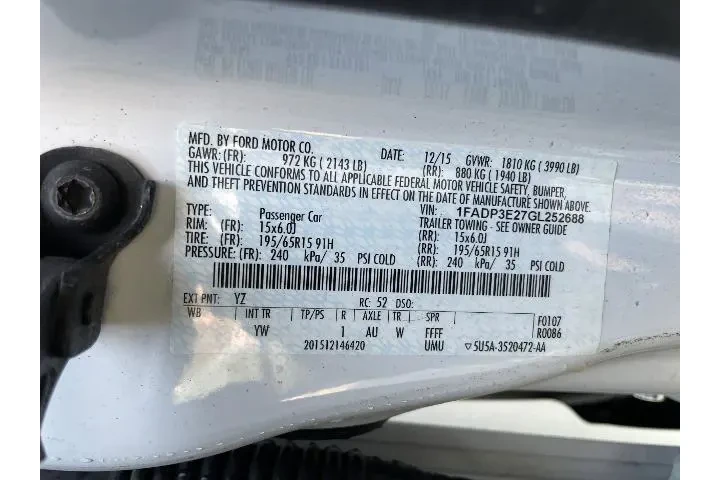 MFD. BY FORD MOTOR CO.
DATE: 12/15 GVWR: 1810 KG ( 3990 LB)
GAWR: (FR): 972 KG ( 2143 LB) (RR): 880 KG ( 1940 LB)
THIS VEHICLE CONFORMS TO ALL APPLICABLE FEDERAL MOTOR VEHICLE SAFETY, BUMPER,
AND THEFT PREVENTION STANDARDS IN EFFECT ON THE DATE OF MANUFACTURE SHOWN ABOVE.
VIN: 1FADP3E27GL252688
TYPE: Passenger Car TRAILER TOWING - SEE OWNER GUIDE
RIM: (FR): 15x6.0J (RR): 15x6.0J
TIRE: (FR): 195/65R15 91H (RR): 195/65R15 91H
PRESSURE: (FR): 240 kPa/ 35 PSI COLD (RR): 240 kPa/ 35 PSI COLD
EXT PNT: YZ RC: 52 DSO:
WB INT TR TP/PS R AXLE TR SPR F0107
YW 1 AU W FFFF R0086
201512146420 UMU ▽5U5A-3520472-AA